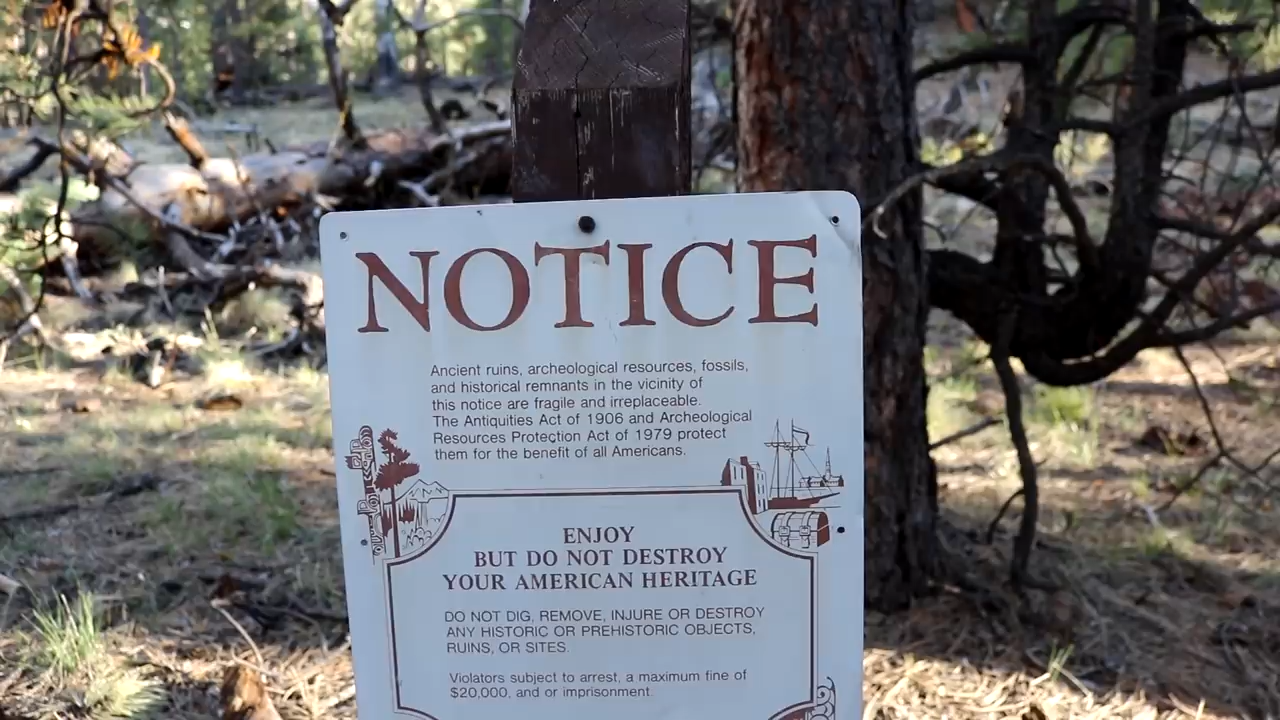 NOTICE
Ancient ruins, archeological resources, fossils,
and historical remnants in the vicinity of
this notice are fragile and irreplaceable.
The Antiquities Act of 1906 and Archeological
Resources Protection Act of 1979 protect
them for the benefit of all Americans.
ENJOY
BUT DO NOT DESTROY
YOUR AMERICAN HERITAGE
DO NOT DIG, REMOVE, INJURE OR DESTROY
ANY HISTORIC OR PREHISTORIC OBJECTS,
RUINS, OR SITES.
Violators subject to arrest, a maximum fine of
$20,000, and or imprisonment.